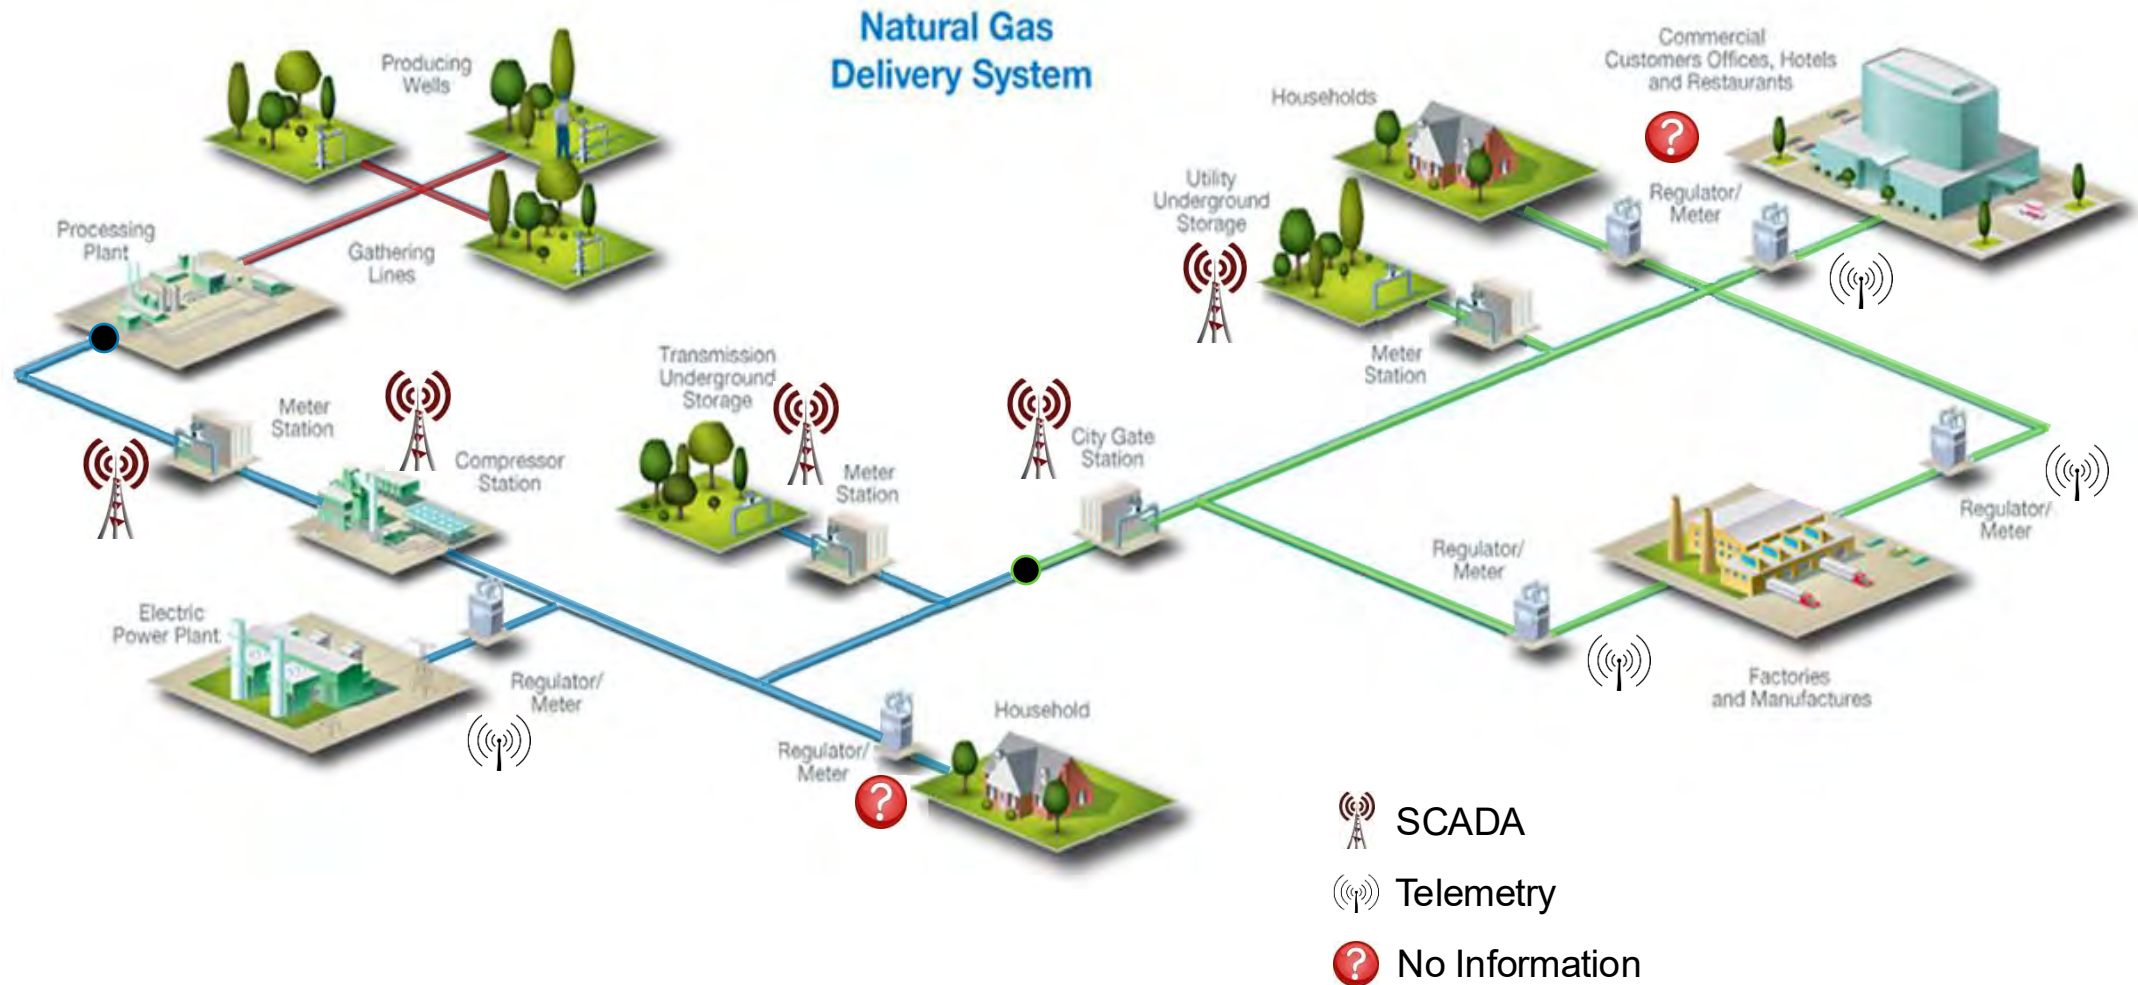 Natural Gas
Delivery System
Producing
Wells
Commercial
Customers Offices, Hotels
and Restaurants
Households
Regulator/
Meter
Utility
Underground
Storage
Processing
Plant
Gathering
Lines
Meter
Station
Transmission
Underground
Storage
Meter
Station
Compressor
Station
Meter
Station
City Gate
Station
Regulator/
Meter
Regulator/
Meter
Electric
Power Plant
Regulator/
Meter
Factories
and Manufactures
Household
Regulator/
Meter
?
?
SCADA
Telemetry
? No Information